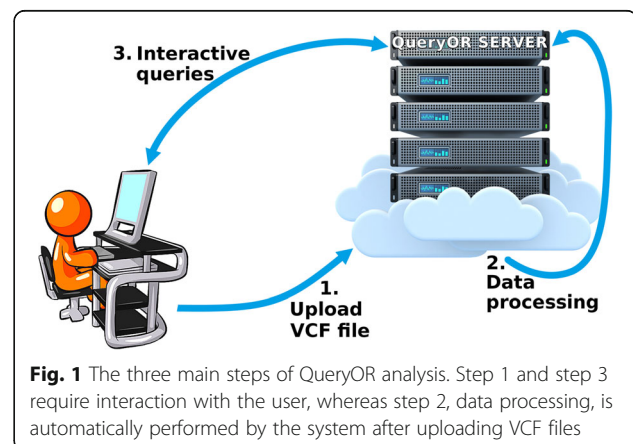 QueryOR SERVER
3. Interactive
queries
1.
Upload
VCF file
2.
Data
processing
Fig. 1 The three main steps of QueryOR analysis. Step 1 and step 3
require interaction with the user, whereas step 2, data processing, is
automatically performed by the system after uploading VCF files